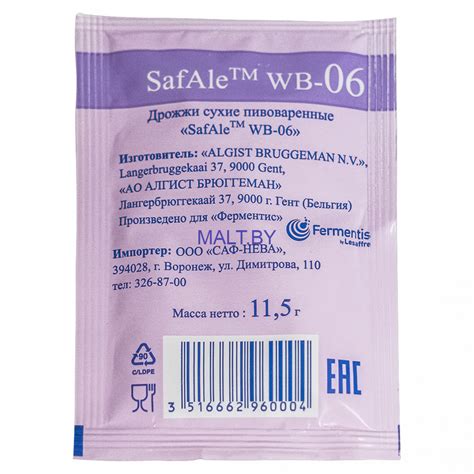 SafAle™ WB-06
Дрожжи сухие пивоваренные
«SafAle™ WB-06»
Изготовитель: «ALGIST BRUGGEMAN N.V.»,
Langerbruggekaai 37, 9000 Gent,
«АО АЛГИСТ БРЮГГЕМАН»
Лангербрюггекаай 37, 9000 г. Гент (Бельгия)
Произведено для «Ферментис»
MALT.BY
Fermentis
by Lesaffre
Импортер: ООО «САФ-НЕВА»,
394028, г. Воронеж, ул. Димитрова, 110
тел: 326-87-00
Масса нетто : 11,5 г
90
C/LDPE
3 516662 960004
EAC